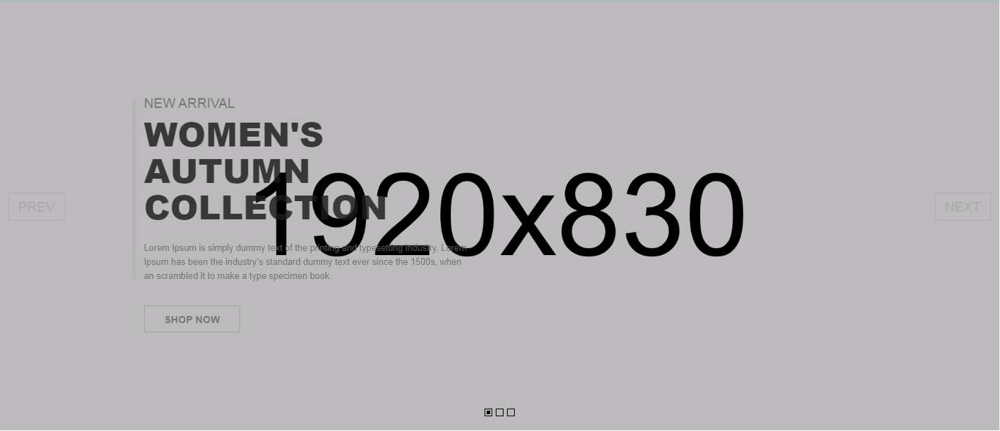 NEW ARRIVAL
WOMEN'S
AUTUMN
COLLECTION
1920x830
PREV
NEXT
Lorem Ipsum is simply dummy text of the printing and typesetting industry. Lorem
Ipsum has been the industry's standard dummy text ever since the 1500s, when
an scrambled it to make a type specimen book.
SHOP NOW